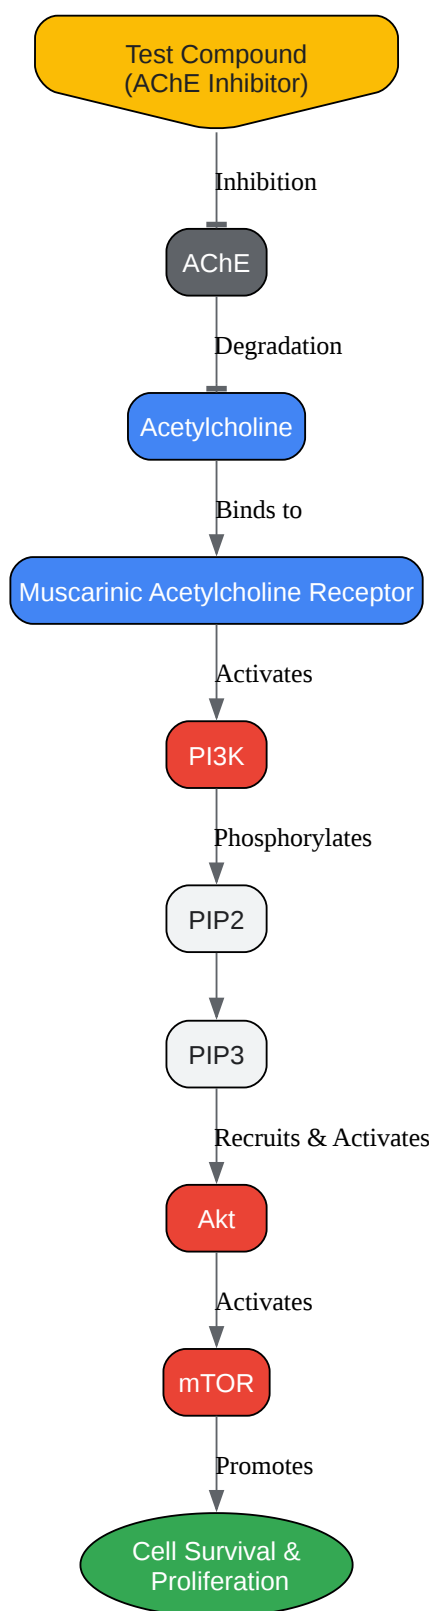 Test Compound
(AChE Inhibitor)
Inhibition
AChE
Degradation
Acetylcholine
Binds to
Muscarinic Acetylcholine Receptor
Activates
PI3K
Phosphorylates
PIP2
PIP3
Recruits & Activates
Akt
Activates
mTOR
Promotes
Cell Survival &
Proliferation